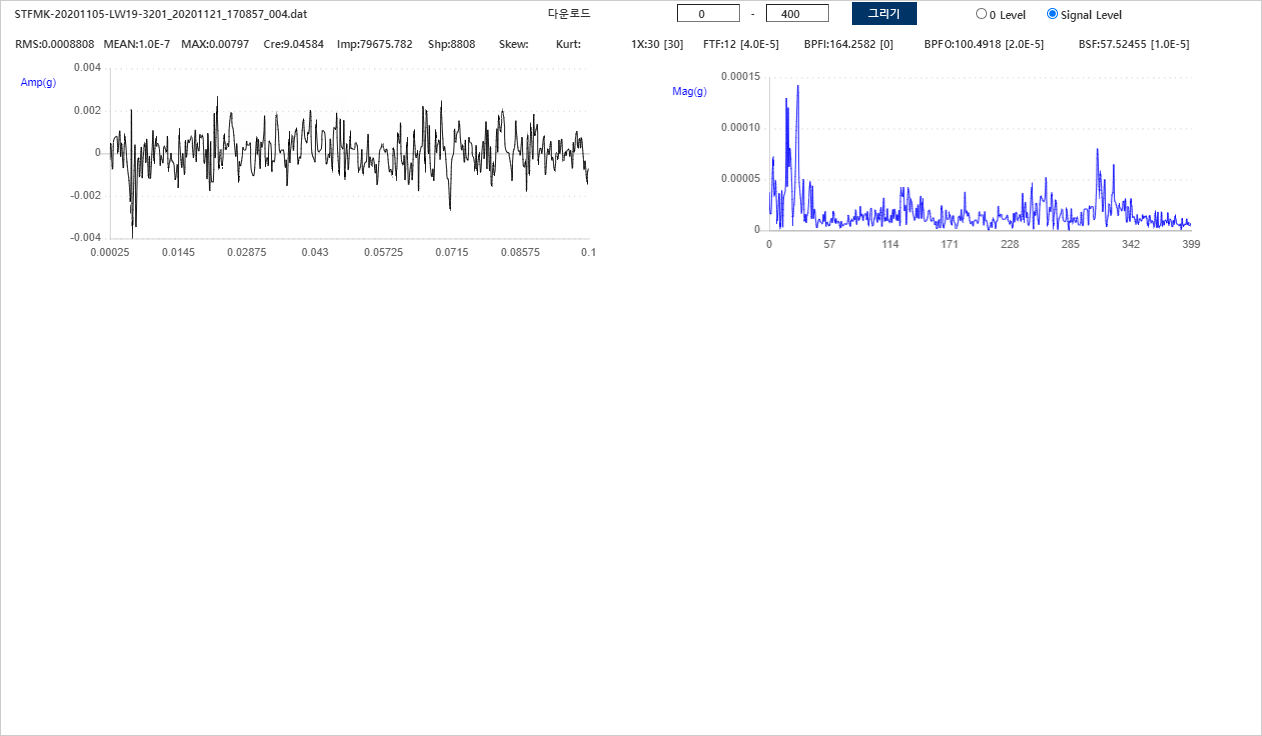 STFMK-20201105-LW19-3201_20201121_170857_004.dat 다운로드 0 - 400 그리기 0 Level Signal Level
RMS:0.0008808 MEAN:1.0E-7 MAX:0.00797 Cre:9.04584 Imp:79675.782 Shp:8808 Skew: Kurt: 1X:30 [30] FTF:12 [4.0E-5] BPFI:164.2582 [0] BPFO:100.4918 [2.0E-5] BSF:57.52455 [1.0E-5]
Amp(g)
0.004
0.002
0
-0.002
-0.004
0.00025 0.0145 0.02875 0.043 0.05725 0.0715 0.08575 0.1
Mag(g)
0.00015
0.00010
0.00005
0
0 57 114 171 228 285 342 399